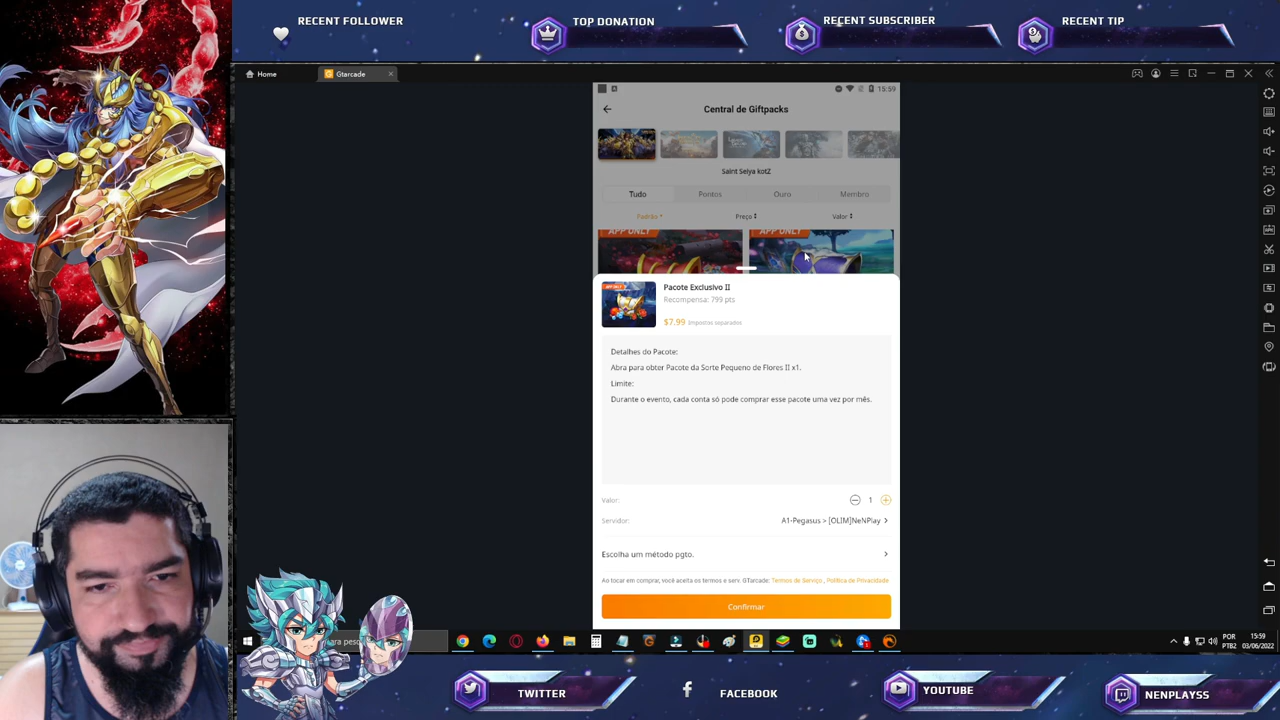 RECENT FOLLOWER
TOP DONATION
RECENT SUBSCRIBER
RECENT TIP
Home
Gtarcade
15:59
Central de Giftpacks
Saint Seiya kotZ
Tudo
Pontos
Ouro
Membro
Padrão
Preço
Valor
APP ONLY
APP ONLY
Pacote Exclusivo II
Recompensa: 799 pts
$7.99 Impostos separados
Detalhes do Pacote:
Abra para obter Pacote da Sorte Pequeno de Flores II x1.
Limite:
Durante o evento, cada conta só pode comprar esse pacote uma vez por mês.
Valor:
1
Servidor:
A1-Pegasus > [OLIM]NeNPlay
Escolha um método pgto.
Ao tocar em comprar, você aceita os termos e serv. GTarcade: Termos de Serviço , Política de Privacidade
Confirmar
ara pesq
POR
PTB2
15:59
03/06/2022
TWITTER
FACEBOOK
YOUTUBE
NENPLAYSS